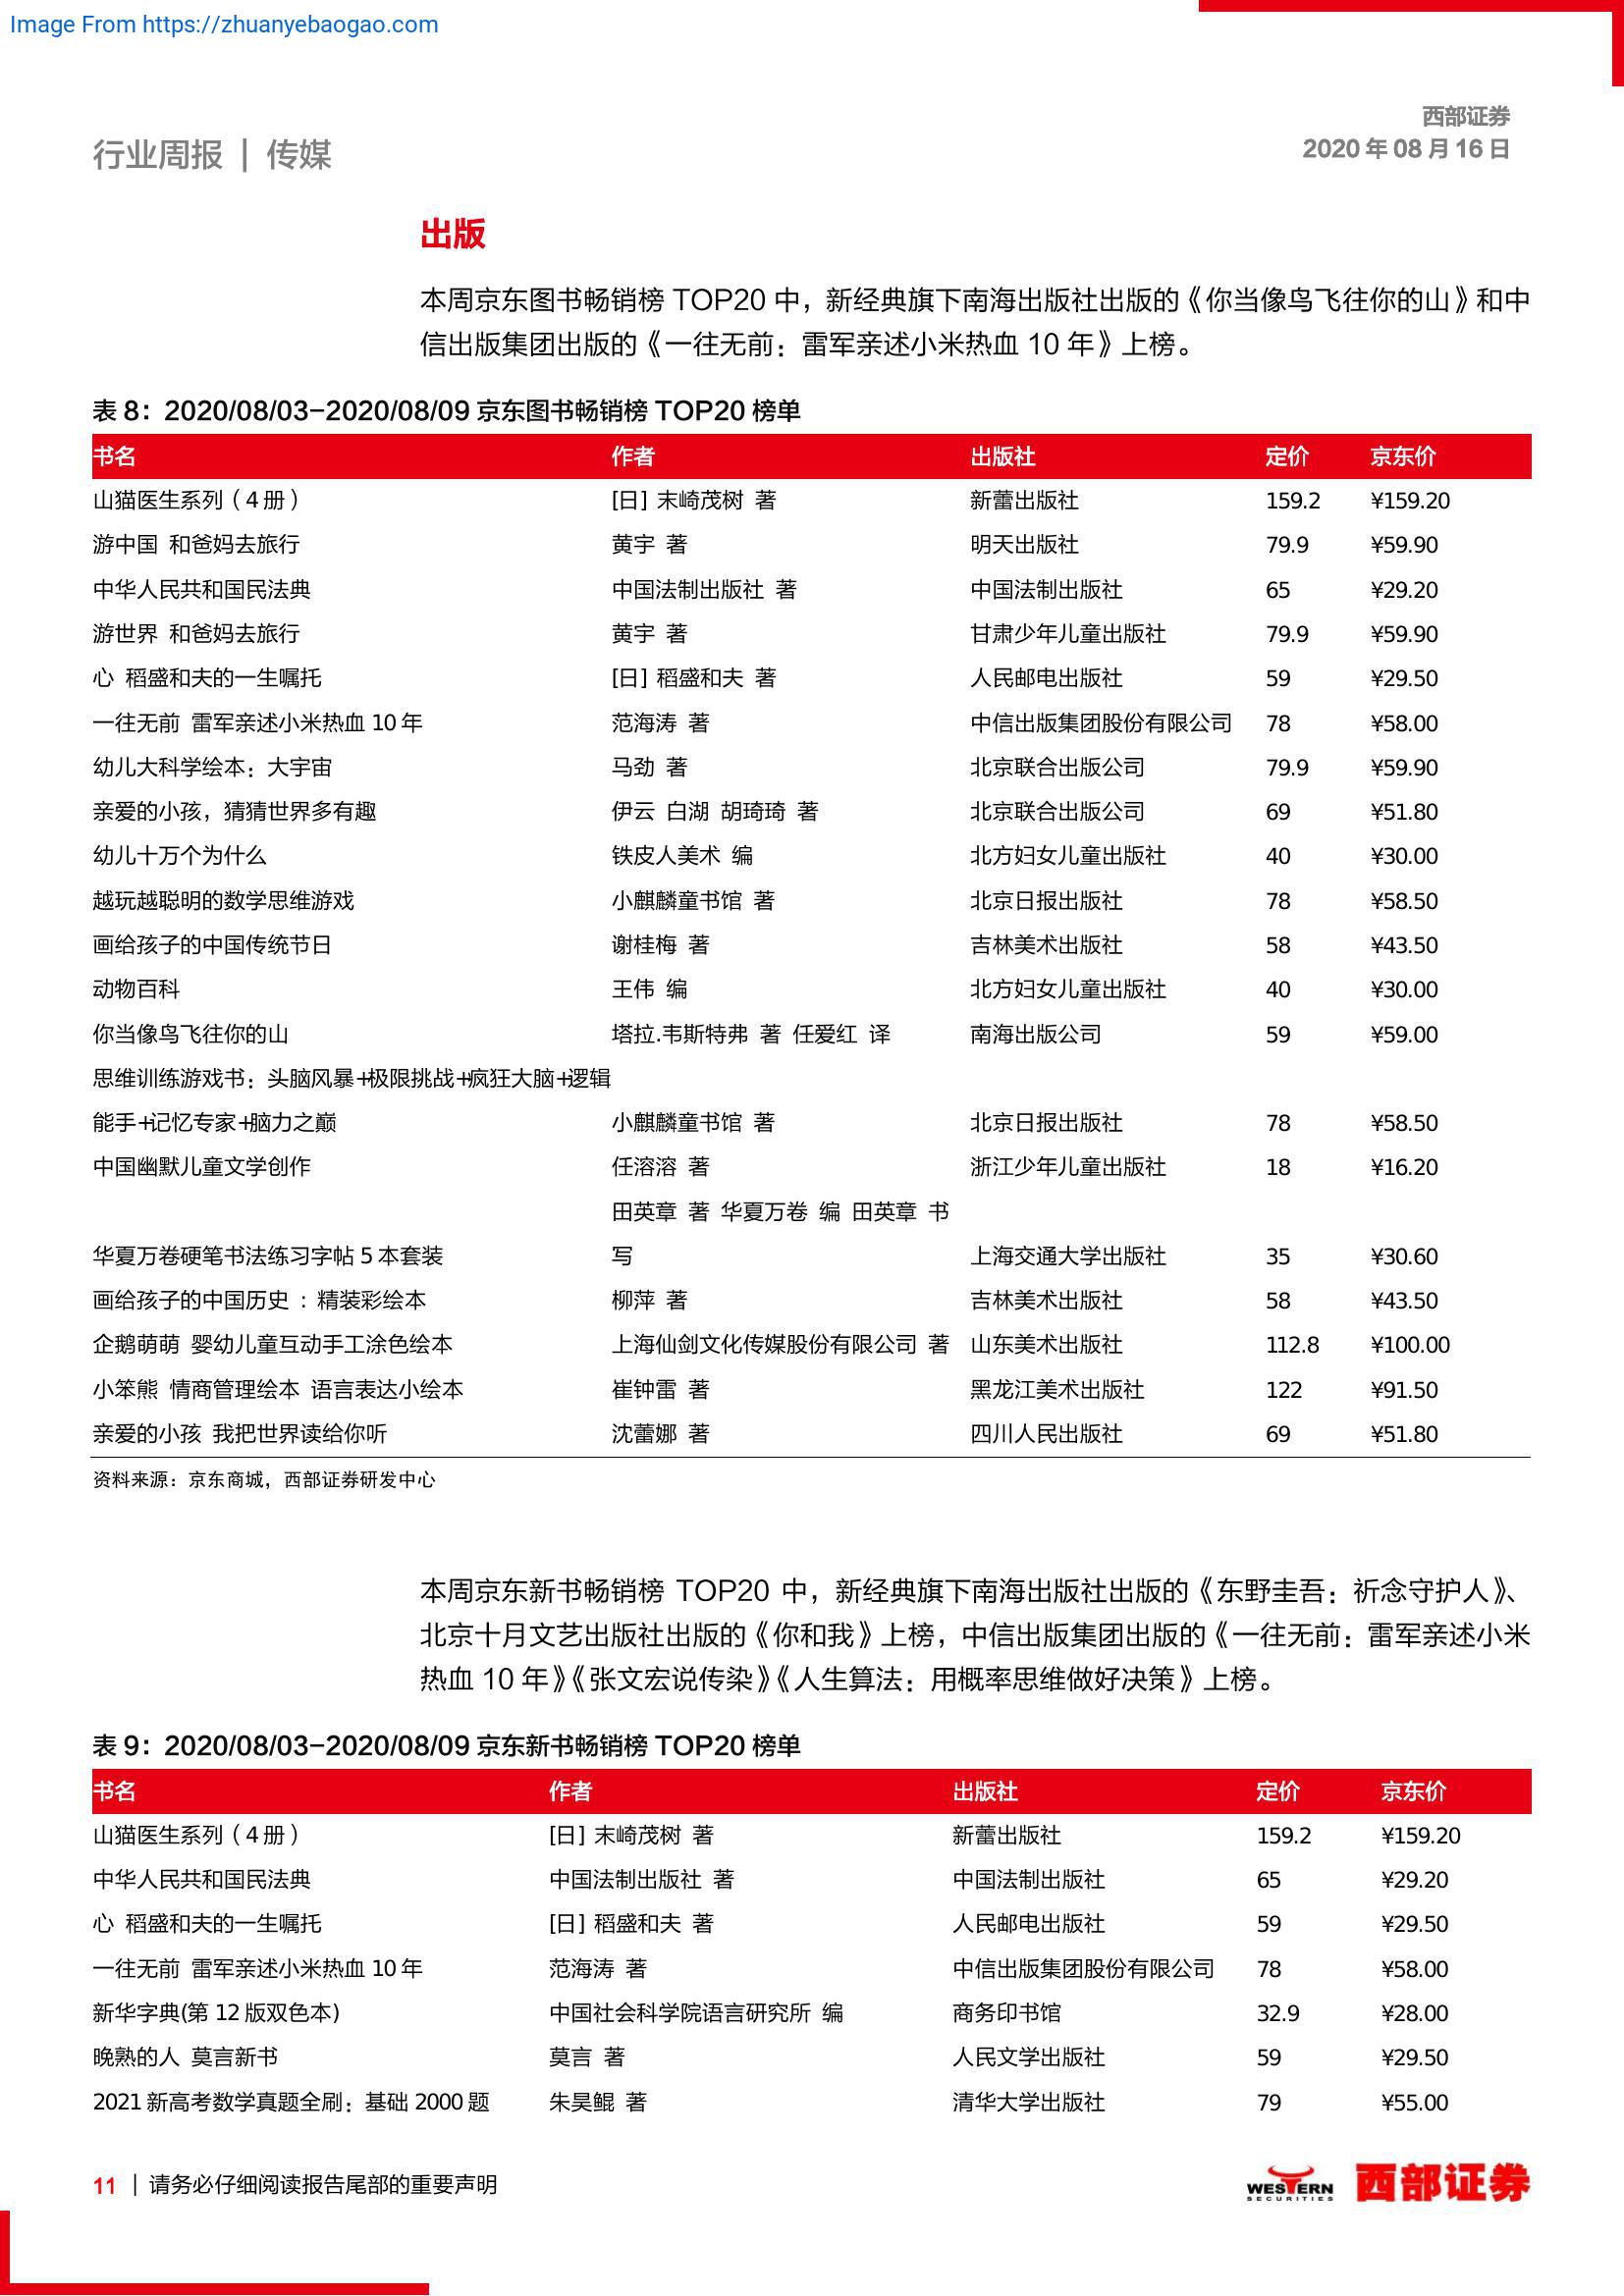 Image From https://zhuanyebaogao.com
西部证券
行业周报 | 传媒
2020 年 08 月 16 日
出版
本周京东图书畅销榜 TOP20 中，新经典旗下南海出版社出版的《你当像鸟飞往你的山》和中
信出版集团出版的《一往无前：雷军亲述小米热血 10 年》上榜。
表 8：2020/08/03-2020/08/09 京东图书畅销榜 TOP20 榜单
书名 作者 出版社 定价 京东价
山猫医生系列（4 册） [日] 末崎茂树 著 新蕾出版社 159.2 ¥159.20
游中国 和爸妈去旅行 黄宇 著 明天出版社 79.9 ¥59.90
中华人民共和国民法典 中国法制出版社 著 中国法制出版社 65 ¥29.20
游世界 和爸妈去旅行 黄宇 著 甘肃少年儿童出版社 79.9 ¥59.90
心 稻盛和夫的一生嘱托 [日] 稻盛和夫 著 人民邮电出版社 59 ¥29.50
一往无前 雷军亲述小米热血 10 年 范海涛 著 中信出版集团股份有限公司 78 ¥58.00
幼儿大科学绘本：大宇宙 马劲 著 北京联合出版公司 79.9 ¥59.90
亲爱的小孩，猜猜世界多有趣 伊云 白湖 胡琦琦 著 北京联合出版公司 69 ¥51.80
幼儿十万个为什么 铁皮人美术 编 北方妇女儿童出版社 40 ¥30.00
越玩越聪明的数学思维游戏 小麒麟童书馆 著 北京日报出版社 78 ¥58.50
画给孩子的中国传统节日 谢桂梅 著 吉林美术出版社 58 ¥43.50
动物百科 王伟 编 北方妇女儿童出版社 40 ¥30.00
你当像鸟飞往你的山 塔拉.韦斯特弗 著 任爱红 译 南海出版公司 59 ¥59.00
思维训练游戏书：头脑风暴+极限挑战+疯狂大脑+逻辑
能手+记忆专家+脑力之巅 小麒麟童书馆 著 北京日报出版社 78 ¥58.50
中国幽默儿童文学创作 任溶溶 著 浙江少年儿童出版社 18 ¥16.20
田英章 著 华夏万卷 编 田英章 书
华夏万卷硬笔书法练习字帖 5 本套装 写 上海交通大学出版社 35 ¥30.60
画给孩子的中国历史 : 精装彩绘本 柳萍 著 吉林美术出版社 58 ¥43.50
企鹅萌萌 婴幼儿童互动手工涂色绘本 上海仙剑文化传媒股份有限公司 著 山东美术出版社 112.8 ¥100.00
小笨熊 情商管理绘本 语言表达小绘本 崔钟雷 著 黑龙江美术出版社 122 ¥91.50
亲爱的小孩 我把世界读给你听 沈蕾娜 著 四川人民出版社 69 ¥51.80
资料来源：京东商城，西部证券研发中心
本周京东新书畅销榜 TOP20 中，新经典旗下南海出版社出版的《东野圭吾：祈念守护人》、
北京十月文艺出版社出版的《你和我》上榜，中信出版集团出版的《一往无前：雷军亲述小米
热血 10 年》《张文宏说传染》《人生算法：用概率思维做好决策》上榜。
表 9：2020/08/03-2020/08/09 京东新书畅销榜 TOP20 榜单
书名 作者 出版社 定价 京东价
山猫医生系列（4 册） [日] 末崎茂树 著 新蕾出版社 159.2 ¥159.20
中华人民共和国民法典 中国法制出版社 著 中国法制出版社 65 ¥29.20
心 稻盛和夫的一生嘱托 [日] 稻盛和夫 著 人民邮电出版社 59 ¥29.50
一往无前 雷军亲述小米热血 10 年 范海涛 著 中信出版集团股份有限公司 78 ¥58.00
新华字典(第 12 版双色本) 中国社会科学院语言研究所 编 商务印书馆 32.9 ¥28.00
晚熟的人 莫言新书 莫言 著 人民文学出版社 59 ¥29.50
2021 新高考数学真题全刷：基础 2000 题 朱昊鲲 著 清华大学出版社 79 ¥55.00
11 | 请务必仔细阅读报告尾部的重要声明
WESTERN
SECURITIES
西部证券